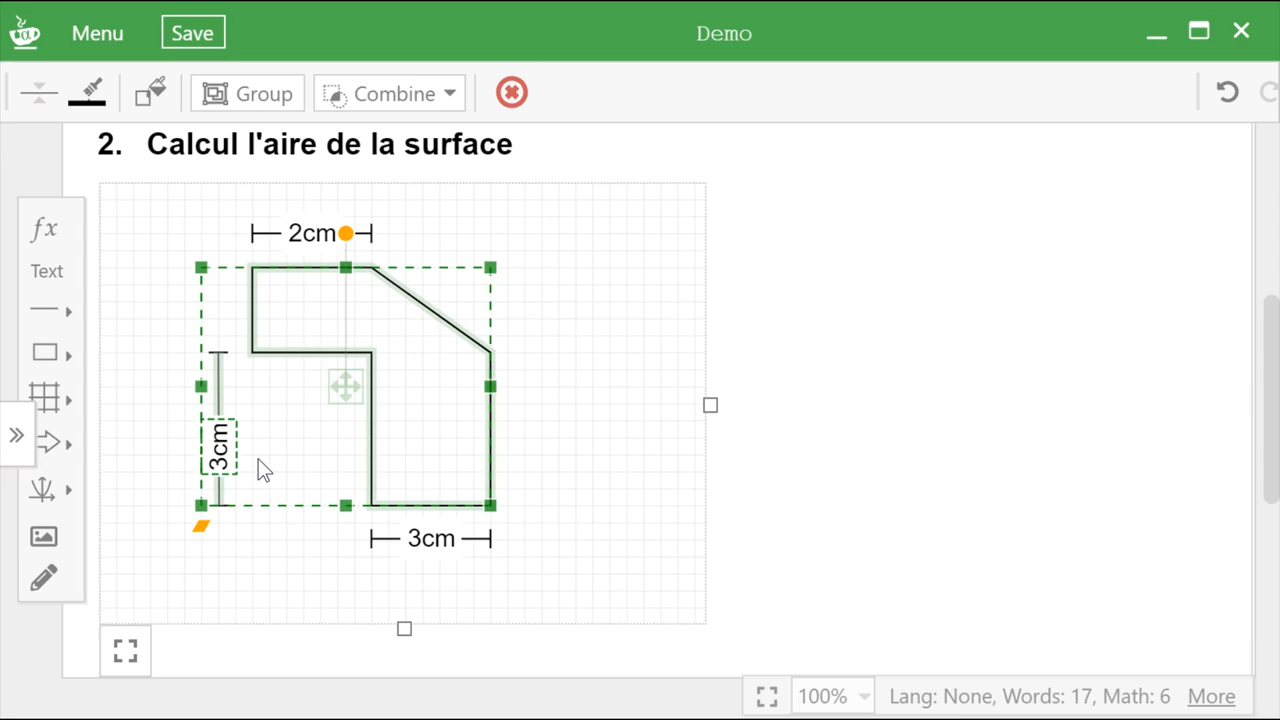 Menu
Save
Demo
Group
Combine
2. Calcul l'aire de la surface
fx
Text
2cm
3cm
3cm
100%
Lang: None, Words: 17, Math: 6 More